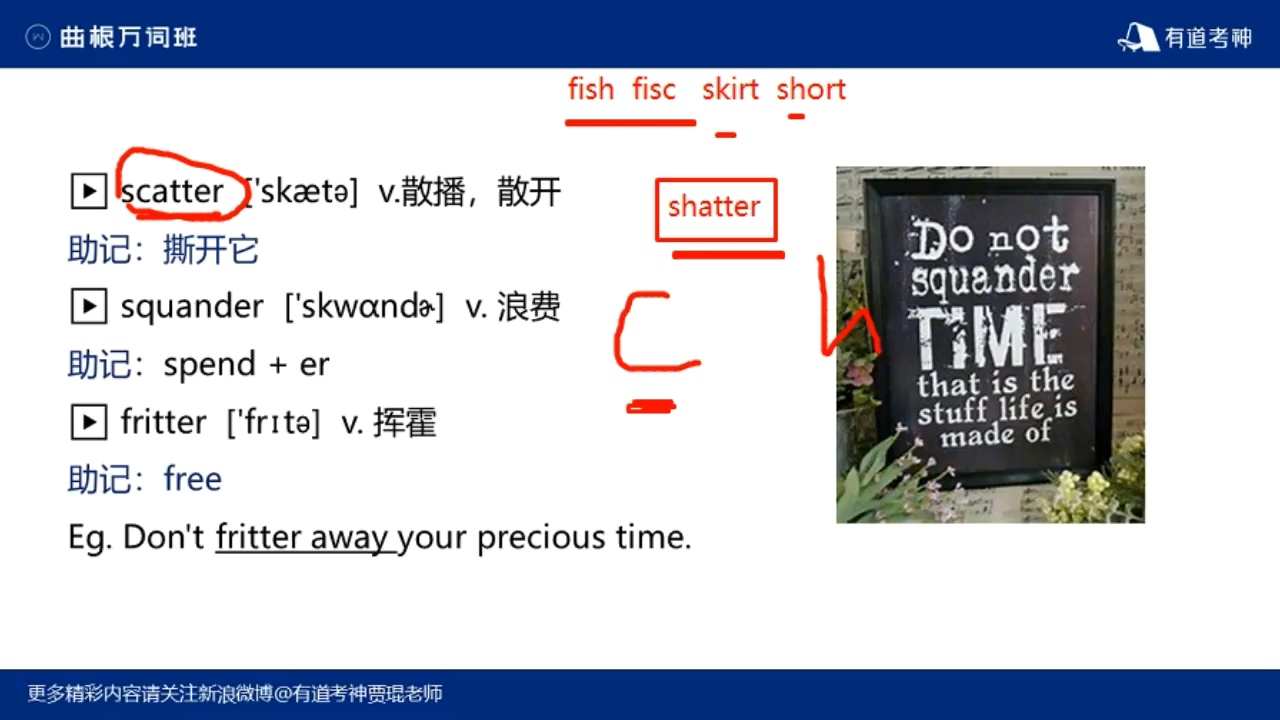 曲根万词班
有道考神
fish fisc skirt short
scatter ['skætə] v.散播，散开
shatter
助记：撕开它
squander ['skwɑndɚ] v. 浪费
助记：spend + er
fritter ['frɪtə] v. 挥霍
助记：free
Eg. Don't fritter away your precious time.
Do not
squander
TIME
that is the
stuff life is
made of
更多精彩内容请关注新浪微博@有道考神贾琨老师